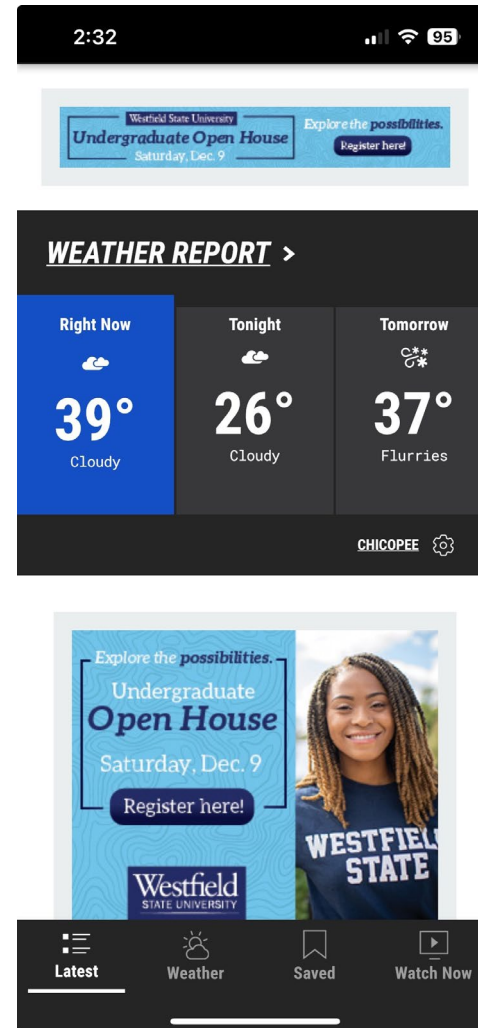 2:32
95
Westfield State University
Undergraduate Open House
Saturday, Dec. 9
Explore the possibilities.
Register here!
WEATHER REPORT >
Right Now
39°
Cloudy
Tonight
26°
Cloudy
Tomorrow
37°
Flurries
CHICOPEE
Explore the possibilities.
Undergraduate
Open House
Saturday, Dec. 9
Register here!
Westfield
STATE UNIVERSITY
WESTFIEL
STATE
Latest
Weather
Saved
Watch Now